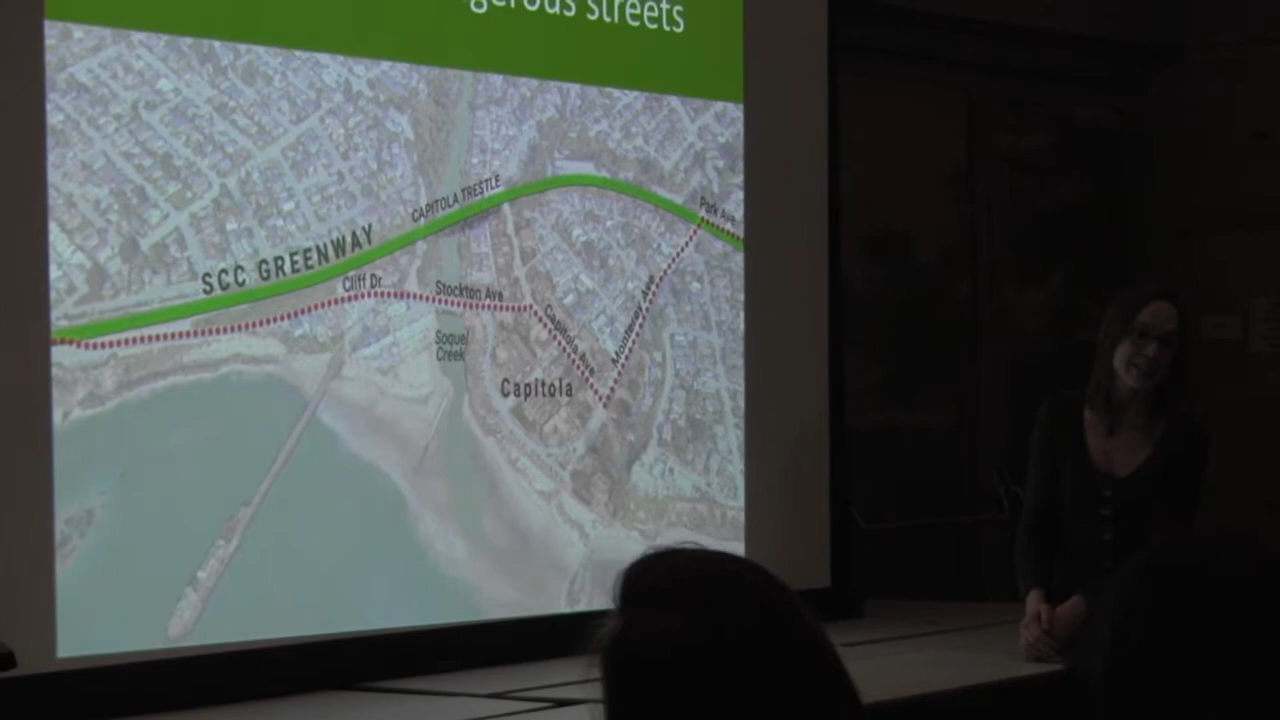 gerous streets
CAPITOLA TRESTLE
Park Ave
SCC GREENWAY
Cliff Dr
Stockton Ave
Capitola Ave
Monterey Ave
Soquel
Creek
Capitola